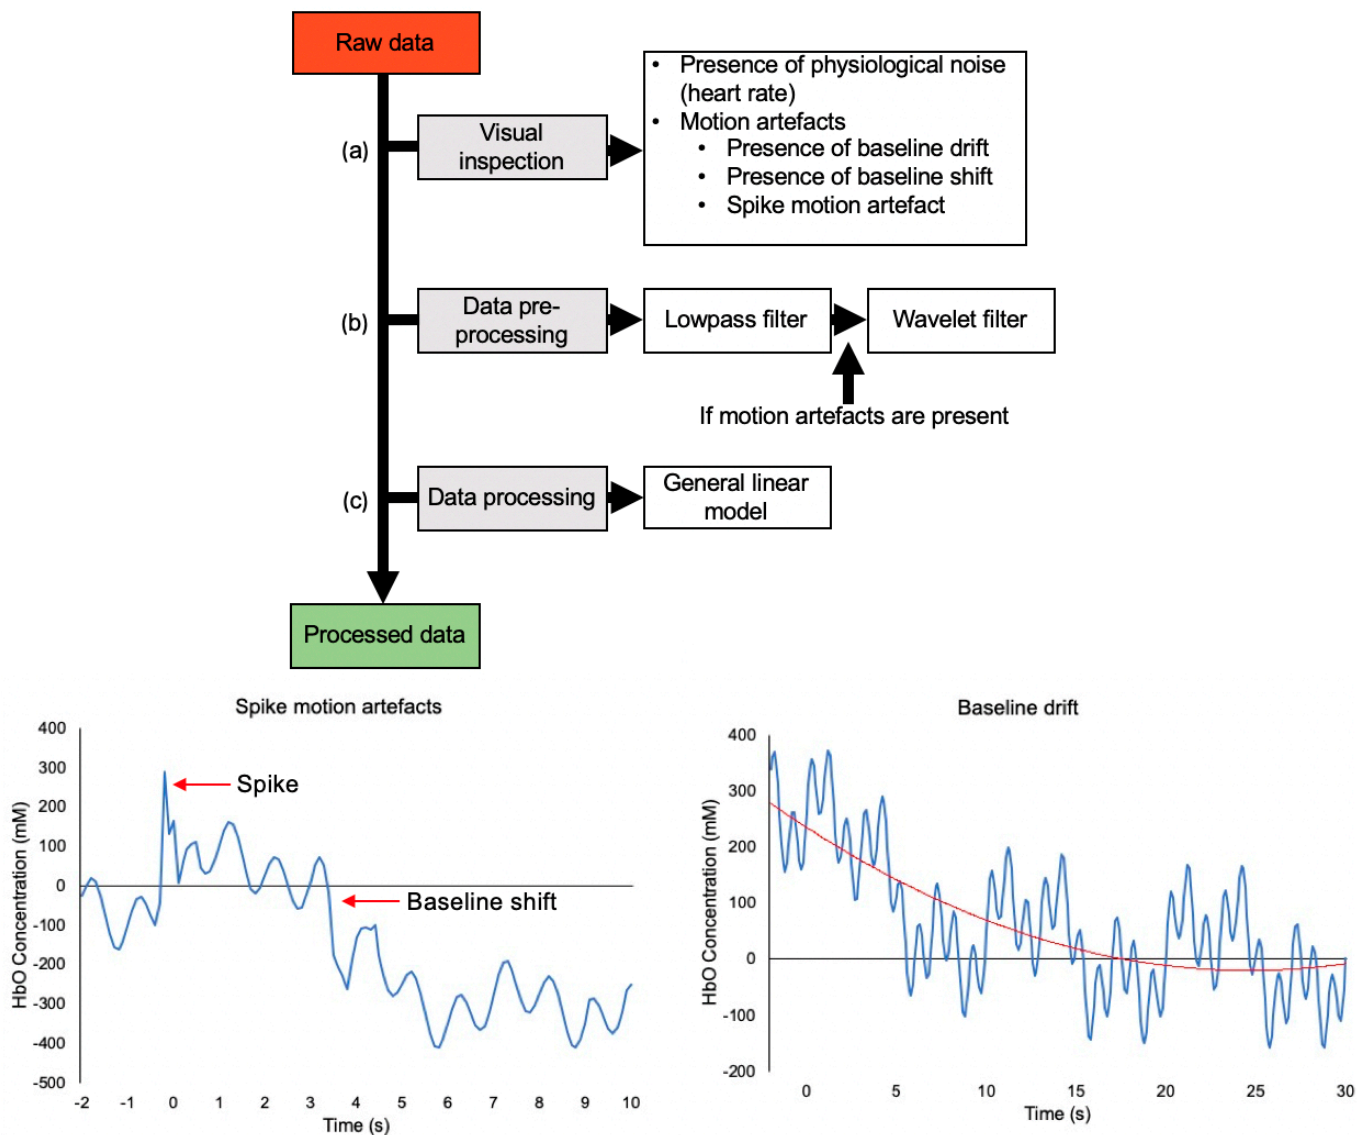 Raw data
(a)
Visual
inspection
• Presence of physiological noise
(heart rate)
• Motion artefacts
• Presence of baseline drift
• Presence of baseline shift
• Spike motion artefact
(b)
Data pre-
processing
Lowpass filter
Wavelet filter
If motion artefacts are present
(c)
Data processing
General linear
model
Processed data
Spike motion artefacts
HbO Concentration (mM)
400
300
200
100
0
-100
-200
-300
-400
-500
Spike
Baseline shift
-2 -1 0 1 2 3 4 5 6 7 8 9 10
Time (s)
Baseline drift
HbO Concentration (mM)
400
300
200
100
0
-100
-200
0 5 10 15 20 25 30
Time (s)